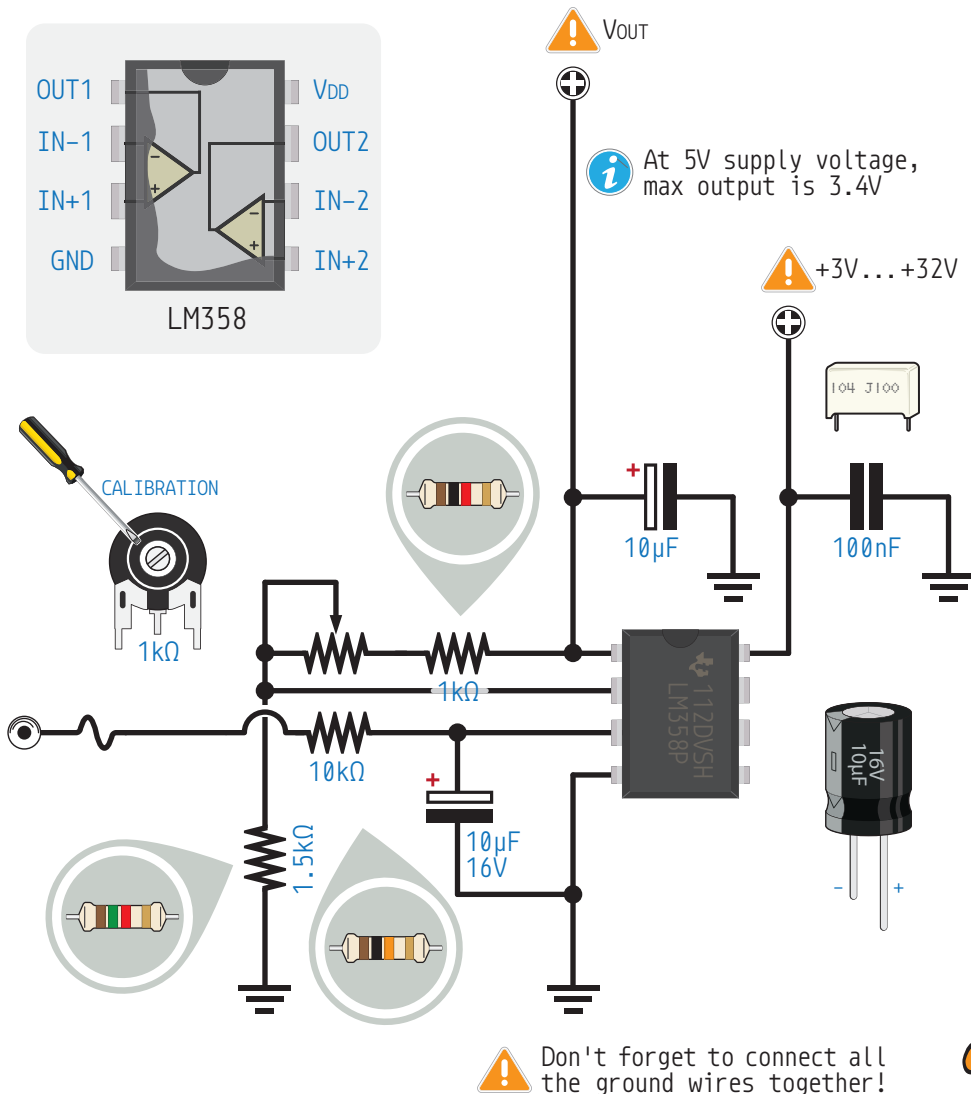 VOUT
OUT1
VDD
IN−1
OUT2
IN+1
IN−2
GND
IN+2
−
+
−
+
LM358
At 5V supply voltage,
max output is 3.4V
+3V...+32V
104 J100
CALIBRATION
1kΩ
+
10µF
100nF
1kΩ
112DVSH
LM358P
10kΩ
+
10µF
16V
1.5kΩ
16V
10µF
−
+
Don't forget to connect all
the ground wires together!